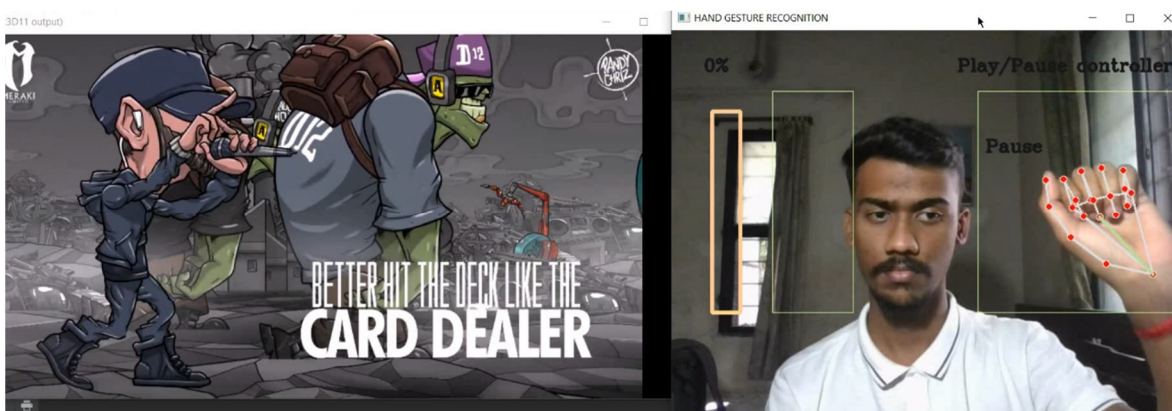 3D11 output)
MERAKI
D12
A
A
D12
RANDY
CHRIZ
BETTER HIT THE DECK LIKE THE
CARD DEALER
HAND GESTURE RECOGNITION
0%
Play/Pause controller
Pause